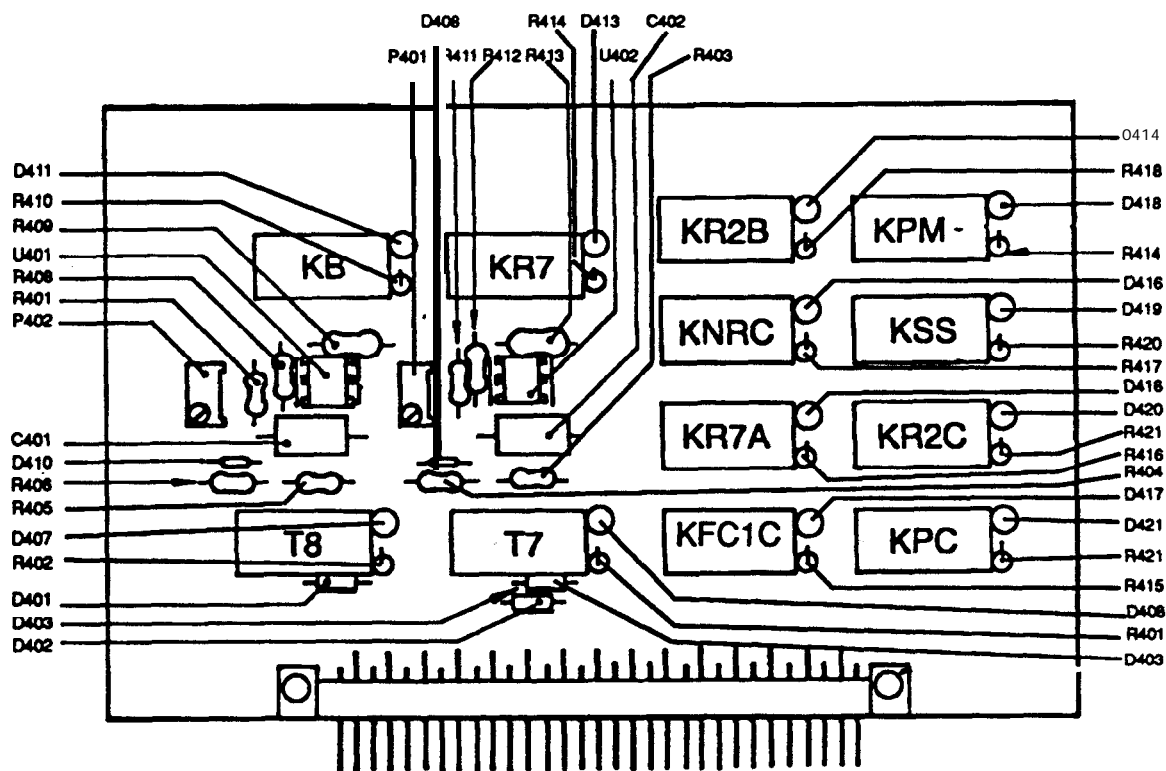 D408 R414 D413 C402
P401 R411 R412 R413 U402 R403
D411
R410
R409
U401
R408
R401
P402
C401
D410
R406
R405
D407
R402
D401
D403
D402
KB KR7
T8 T7
KR2B KPM -
KNRC KSS
KR7A KR2C
KFC1C KPC
0414
R418
D418
R414
D416
D419
R420
R417
D416
D420
R421
R416
R404
D417
D421
R421
R415
D408
R401
D403